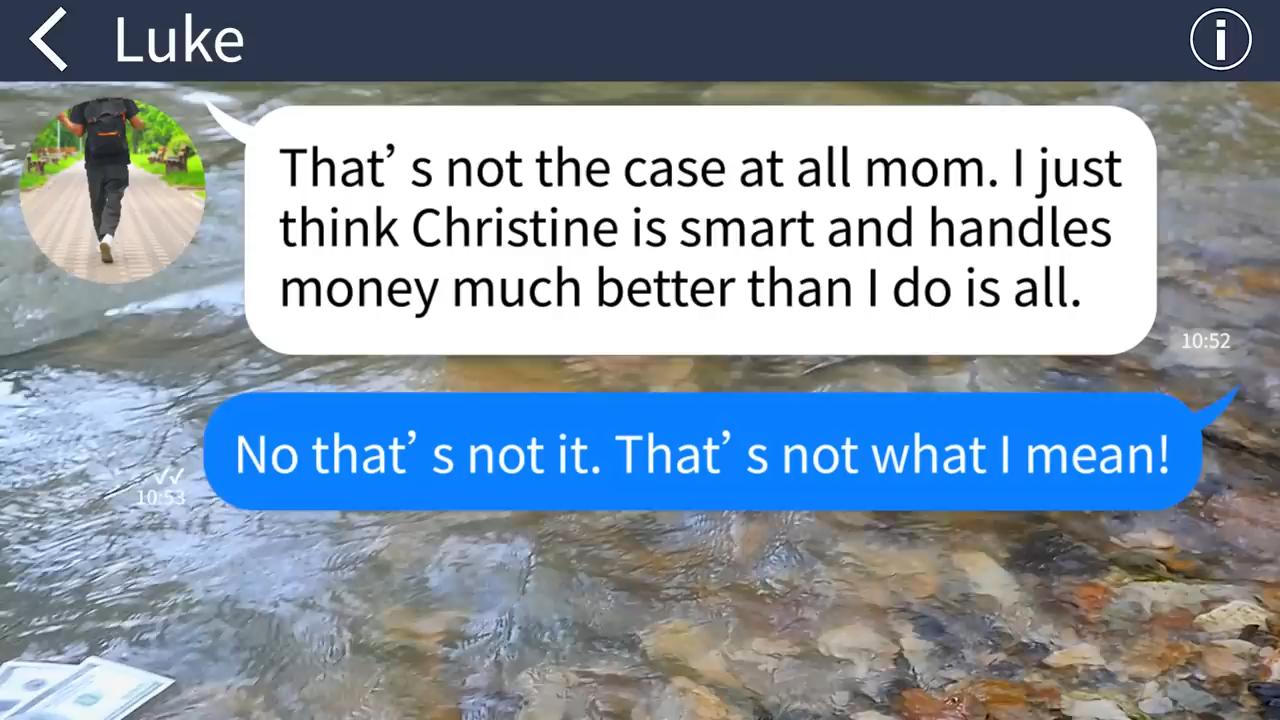 Luke
That's not the case at all mom. I just
think Christine is smart and handles
money much better than I do is all.
10:52
No that's not it. That's not what I mean!
10:53